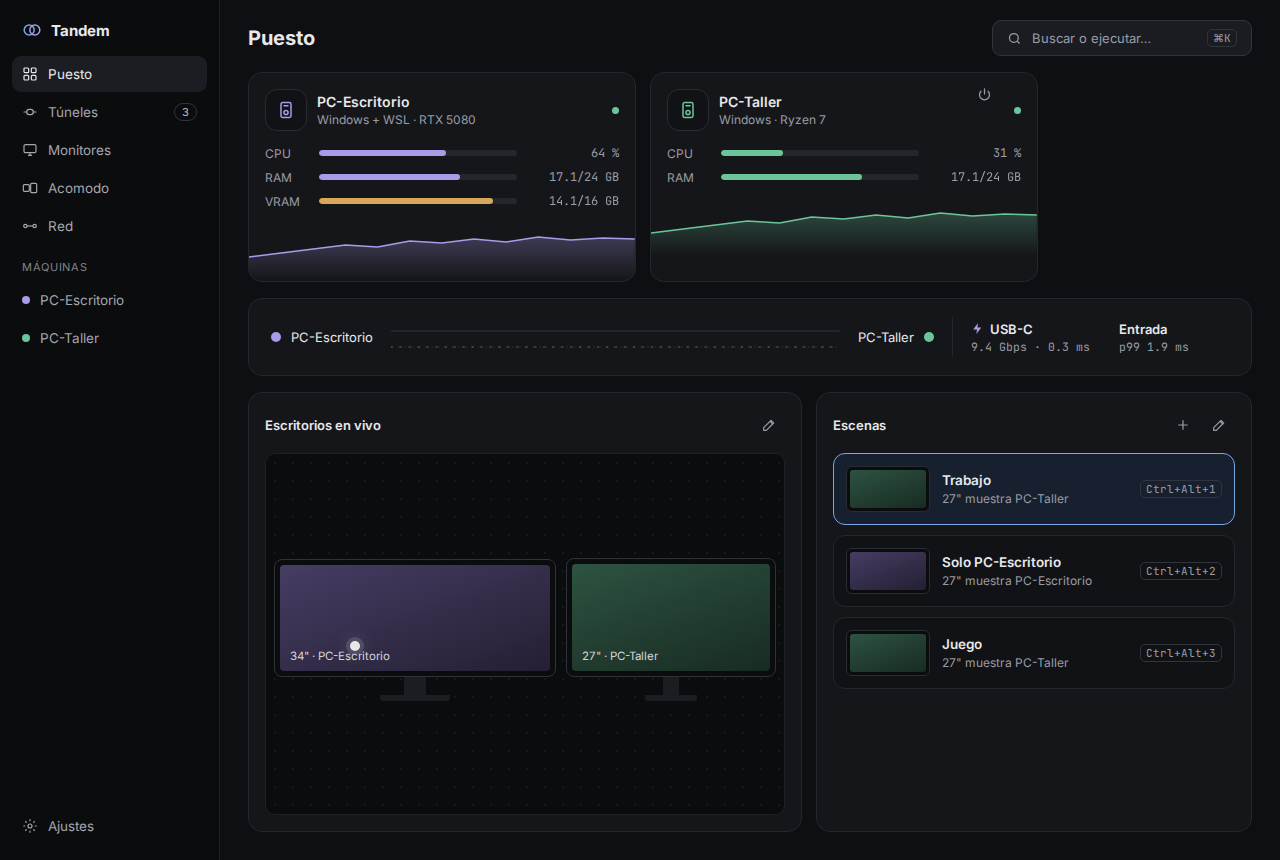 Tandem
Puesto
Túneles 3
Monitores
Acomodo
Red
MÁQUINAS
PC-Escritorio
PC-Taller
Ajustes
Puesto
Buscar o ejecutar... ⌘K
PC-Escritorio
Windows + WSL · RTX 5080
CPU 64 %
RAM 17.1/24 GB
VRAM 14.1/16 GB
PC-Taller
Windows · Ryzen 7
CPU 31 %
RAM 17.1/24 GB
PC-Escritorio
PC-Taller
USB-C
9.4 Gbps · 0.3 ms
Entrada
p99 1.9 ms
Escritorios en vivo
34" · PC-Escritorio
27" · PC-Taller
Escenas
Trabajo
27" muestra PC-Taller
Ctrl+Alt+1
Solo PC-Escritorio
27" muestra PC-Escritorio
Ctrl+Alt+2
Juego
27" muestra PC-Taller
Ctrl+Alt+3